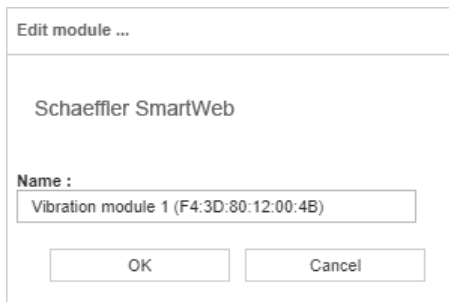 Edit module ...
Schaeffler SmartWeb
Name :
Vibration module 1 (F4:3D:80:12:00:4B)
OK Cancel